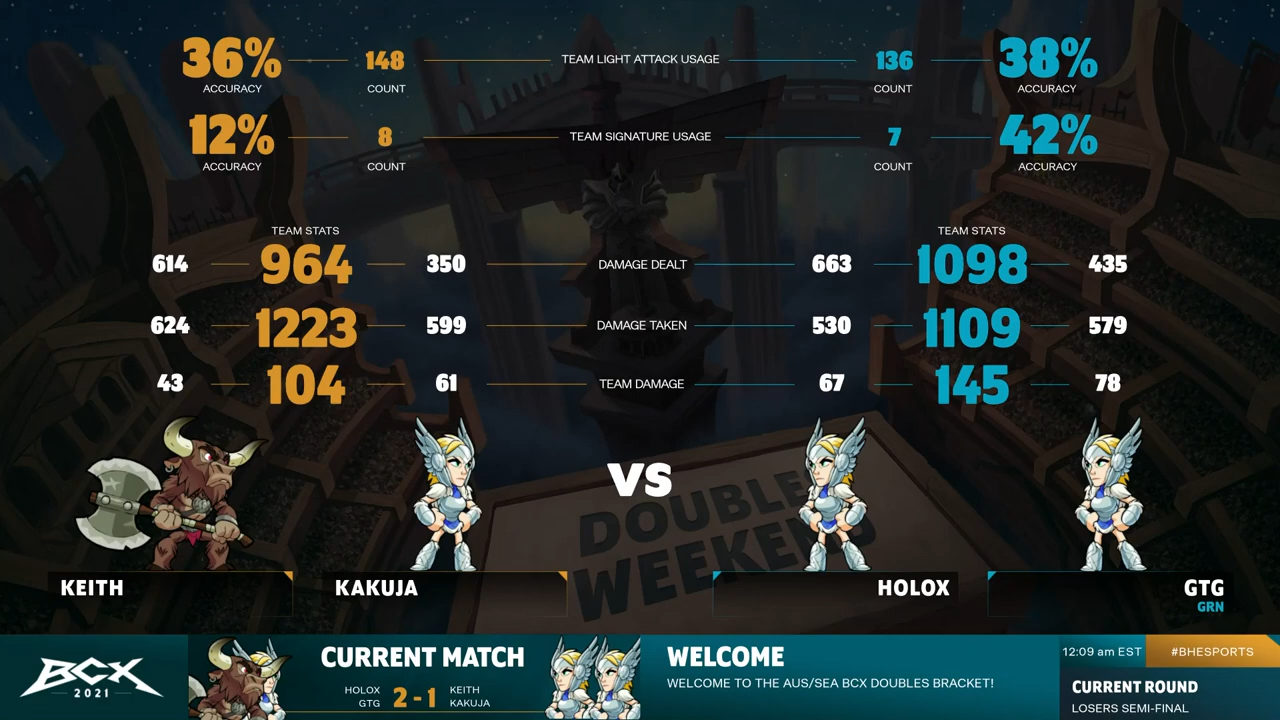 36% 148 TEAM LIGHT ATTACK USAGE 136 38%
ACCURACY COUNT COUNT ACCURACY
12% 8 TEAM SIGNATURE USAGE 7 42%
ACCURACY COUNT COUNT ACCURACY
TEAM STATS TEAM STATS
614 964 350 DAMAGE DEALT 663 1098 435
624 1223 599 DAMAGE TAKEN 530 1109 579
43 104 61 TEAM DAMAGE 67 145 78
VS
DOUBLES
WEEKEND
KEITH KAKUJA HOLOX GTG
GRN
BCX
2021
CURRENT MATCH
HOLOX
GTG
2 - 1
KEITH
KAKUJA
WELCOME
WELCOME TO THE AUS/SEA BCX DOUBLES BRACKET!
12:09 am EST #BHESPORTS
CURRENT ROUND
LOSERS SEMI-FINAL